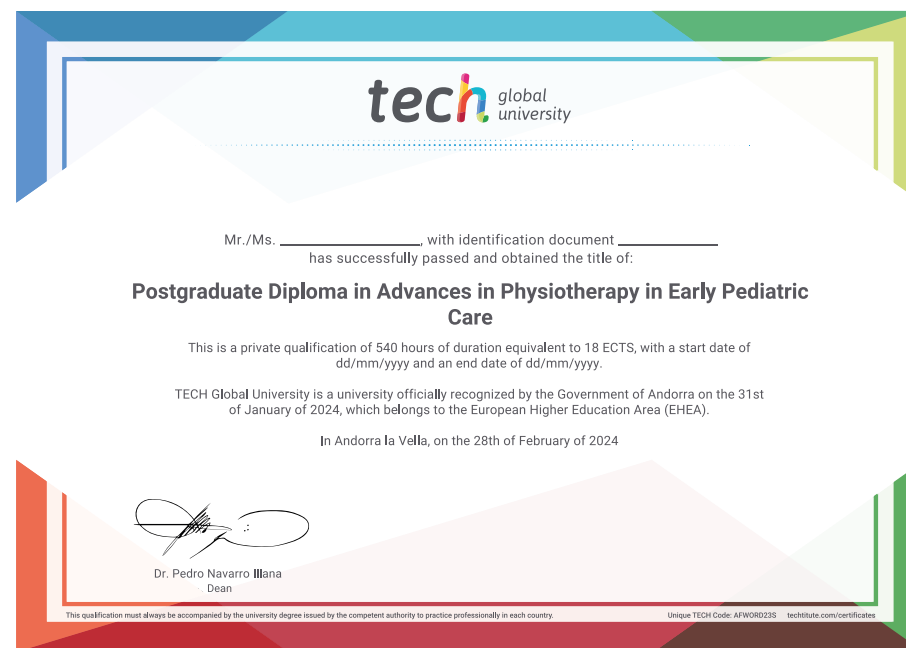 tech global
university
Mr./Ms. ____________________, with identification document ______________
has successfully passed and obtained the title of:
Postgraduate Diploma in Advances in Physiotherapy in Early Pediatric
Care
This is a private qualification of 540 hours of duration equivalent to 18 ECTS, with a start date of
dd/mm/yyyy and an end date of dd/mm/yyyy.
TECH Global University is a university officially recognized by the Government of Andorra on the 31st
of January of 2024, which belongs to the European Higher Education Area (EHEA).
In Andorra la Vella, on the 28th of February of 2024
Dr. Pedro Navarro Illana
Dean
This qualification must always be accompanied by the university degree issued by the competent authority to practice professionally in each country.
Unique TECH Code: AFWORD23S techtitute.com/certificates